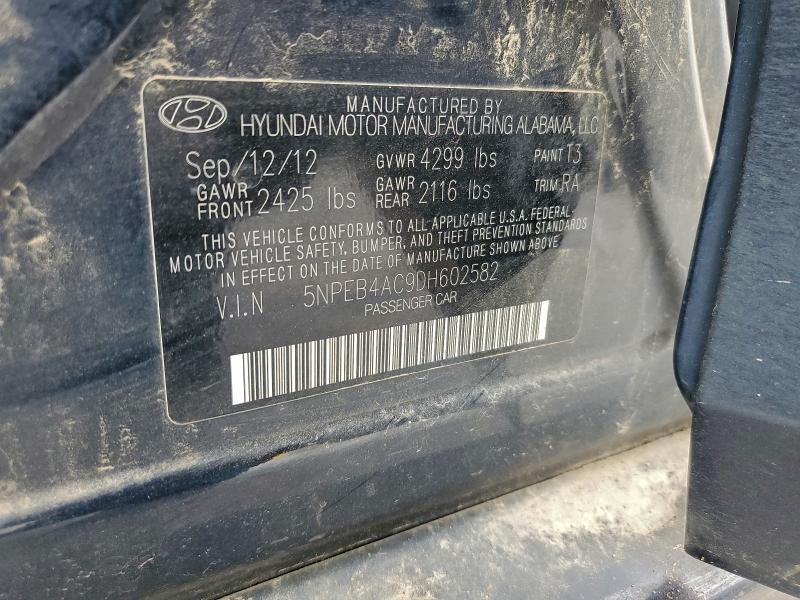 MANUFACTURED BY
HYUNDAI MOTOR MANUFACTURING ALABAMA, LLC
Sep/12/12 GVWR 4299 lbs PAINT T3
GAWR FRONT 2425 lbs GAWR REAR 2116 lbs TRIM RA
THIS VEHICLE CONFORMS TO ALL APPLICABLE U.S.A. FEDERAL
MOTOR VEHICLE SAFETY, BUMPER, AND THEFT PREVENTION STANDARDS
IN EFFECT ON THE DATE OF MANUFACTURE SHOWN ABOVE.
V.I.N 5NPEB4AC9DH602582
PASSENGER CAR